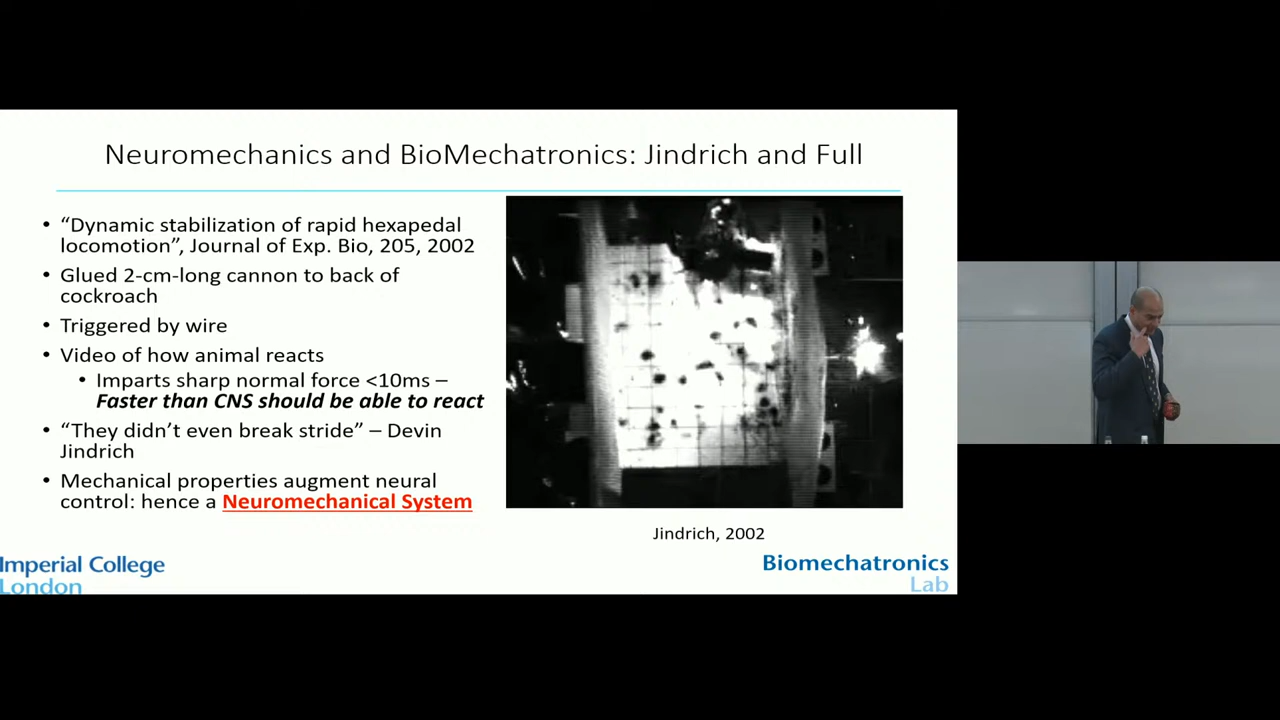 Neuromechanics and BioMechatronics: Jindrich and Full
• “Dynamic stabilization of rapid hexapedal
locomotion”, Journal of Exp. Bio, 205, 2002
• Glued 2-cm-long cannon to back of
cockroach
• Triggered by wire
• Video of how animal reacts
• Imparts sharp normal force <10ms –
Faster than CNS should be able to react
• “They didn’t even break stride” – Devin
Jindrich
• Mechanical properties augment neural
control: hence a Neuromechanical System
Jindrich, 2002
Imperial College
London
Biomechatronics
Lab